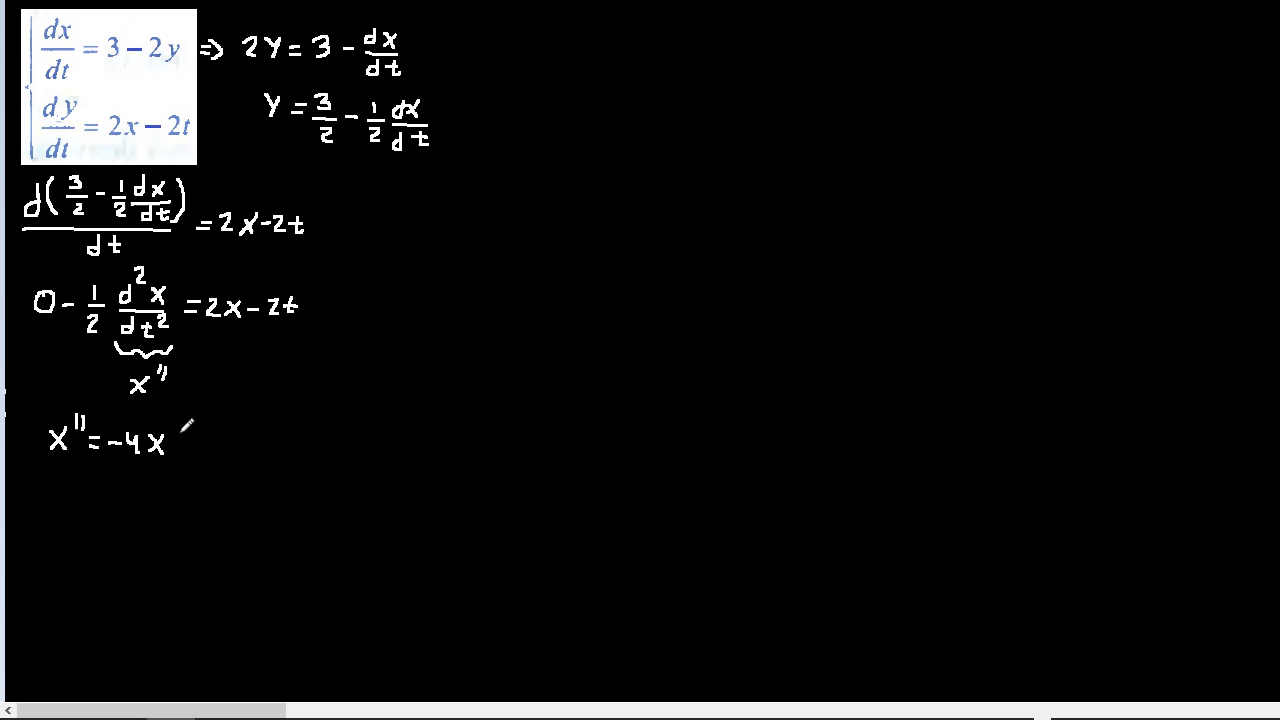 dx/dt = 3 − 2y ⇒ 2Y = 3 − dx/dt
Y = 3/2 − 1/2 dx/dt
dy/dt = 2x − 2t
d(3/2 − 1/2 dx/dt)/dt = 2x − 2t
0 − 1/2 d²x/dt² = 2x − 2t
x''
x'' = −4x